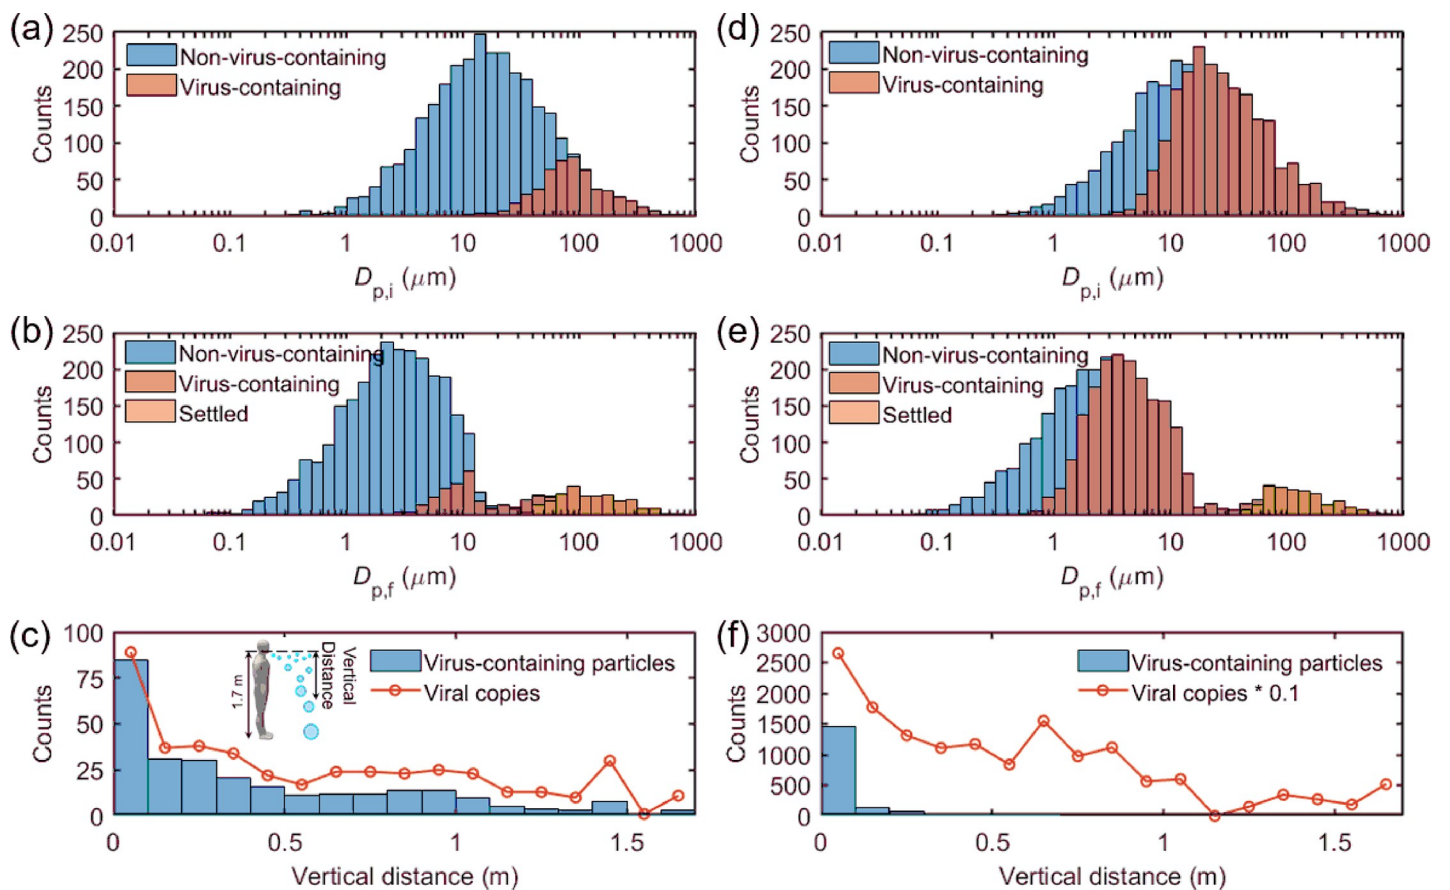 (a)
250
200
150
100
50
0
Counts
Non-virus-containing
Virus-containing
0.01 0.1 1 10 100 1000
D p,i (μm)
(d)
250
200
150
100
50
0
Counts
Non-virus-containing
Virus-containing
0.01 0.1 1 10 100 1000
D p,i (μm)
(b)
250
200
150
100
50
0
Counts
Non-virus-containing
Virus-containing
Settled
0.01 0.1 1 10 100 1000
D p,f (μm)
(e)
250
200
150
100
50
0
Counts
Non-virus-containing
Virus-containing
Settled
0.01 0.1 1 10 100 1000
D p,f (μm)
(c)
100
75
50
25
0
Counts
1.7 m
Vertical
Distance
Virus-containing particles
Viral copies
0 0.5 1 1.5
Vertical distance (m)
(f)
3000
2500
2000
1500
1000
500
0
Counts
Virus-containing particles
Viral copies * 0.1
0 0.5 1 1.5
Vertical distance (m)